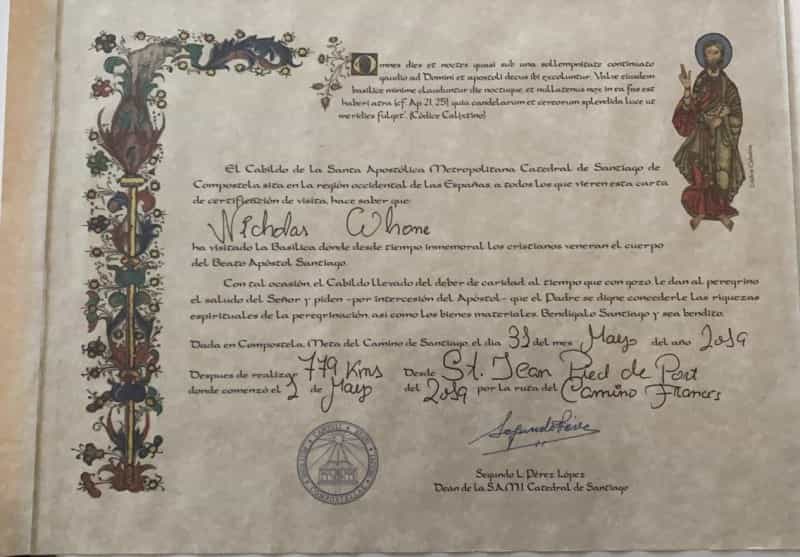 Omnes dies et noctes quasi sub una sollempnitate continuato
gaudio ad Domini et apostoli decus ibi excoluntur. Valve eiusdem
basilice minime clauduntur die noctuque, et nullatenus nox in ea fas est
haberi atra (cf. Ap 21, 25), quia candelarum et cereorum splendida luce ut
meridies fulget". (Códice Calixtino)
El Cabildo de la Santa Apostólica Metropolitana Catedral de Santiago de
Compostela sita en la región occidental de las Españas, a todos los que vieren esta carta
de certificación de visita, hace saber que:
Nicholas Whone
ha visitado la Basílica donde desde tiempo inmemorial los cristianos veneran el cuerpo
del Beato Apóstol Santiago.
Con tal ocasión, el Cabildo llevado del deber de caridad, al tiempo que con gozo le dan al peregrino
el saludo del Señor y piden -por intercesión del Apóstol- que el Padre se digne concederle las riquezas
espirituales de la peregrinación, así como los bienes materiales. Bendígalo Santiago y sea bendito.
Dada en Compostela, Meta del Camino de Santiago, el día 31 del mes Mayo del año 2019
Después de realizar 779 Kms Desde St. Jean Pied de Port
donde comenzó el 2 de Mayo del 2019 por la ruta del Camino Frances
Segundo L. Pérez López
Dean de la S.A.M.I. Catedral de Santiago